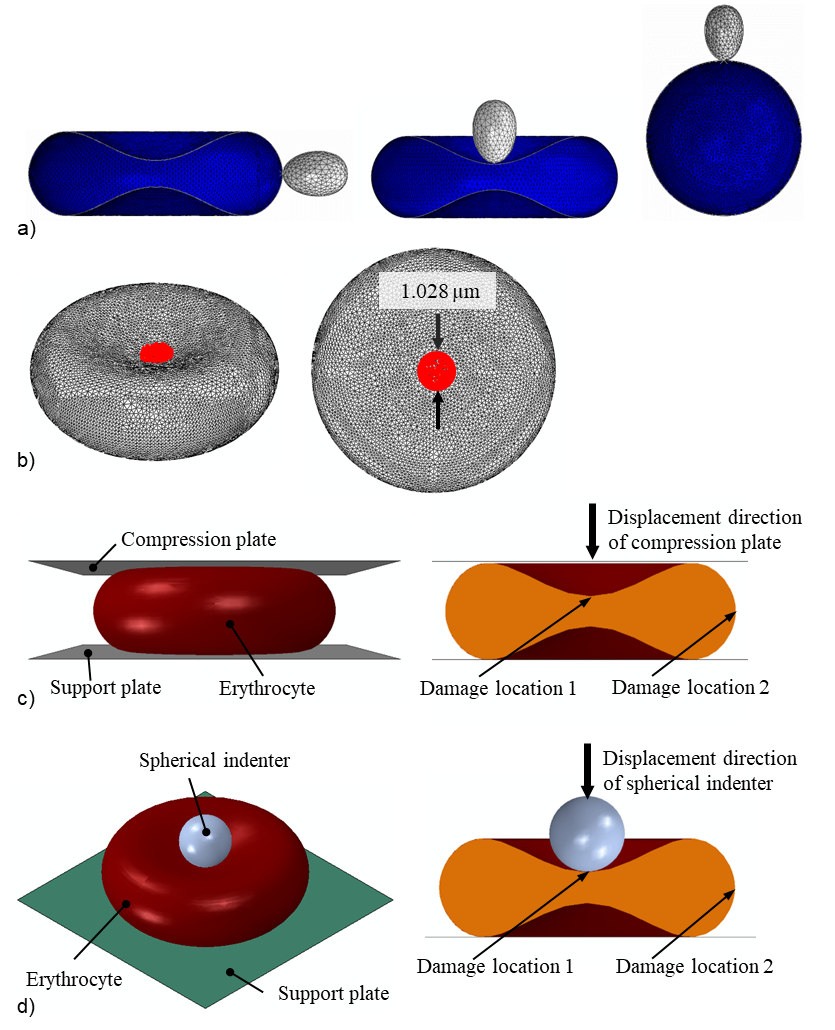 a)
1.028 µm
b)
Compression plate
Support plate
Erythrocyte
Displacement direction
of compression plate
Damage location 1
Damage location 2
c)
Spherical indenter
Erythrocyte
Support plate
Displacement direction
of spherical indenter
Damage location 1
Damage location 2
d)